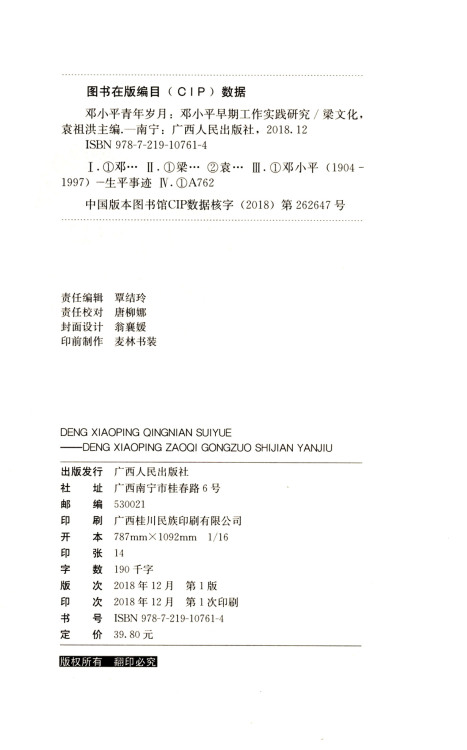 图书在版编目（CIP）数据
邓小平青年岁月：邓小平早期工作实践研究／梁文化，
袁祖洪主编.—南宁：广西人民出版社，2018.12
ISBN 978-7-219-10761-4
Ⅰ.①邓… Ⅱ.①梁… ②袁… Ⅲ.①邓小平（1904-
1997）—生平事迹 Ⅳ.①A762
中国版本图书馆CIP数据核字（2018）第 262647 号
责任编辑 覃结玲
责任校对 唐柳娜
封面设计 翁襄媛
印前制作 麦林书装
DENG XIAOPING QINGNIAN SUIYUE
——DENG XIAOPING ZAOQI GONGZUO SHIJIAN YANJIU
出版发行 广西人民出版社
社 址 广西南宁市桂春路6号
邮 编 530021
印 刷 广西桂川民族印刷有限公司
开 本 787mm×1092mm 1/16
印 张 14
字 数 190千字
版 次 2018年12月 第1版
印 次 2018年12月 第1次印刷
书 号 ISBN 978-7-219-10761-4
定 价 39.80元
版权所有 翻印必究